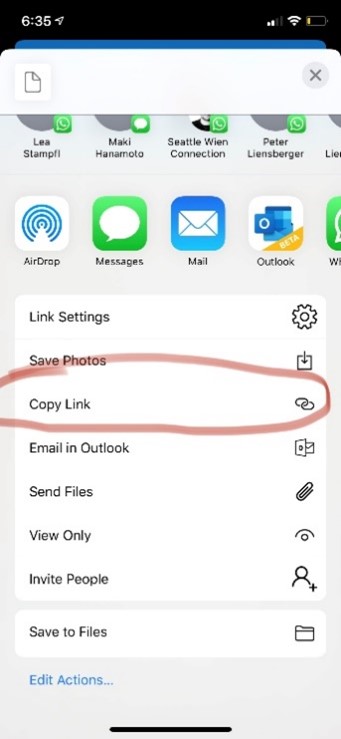 6:35
Lea
Stampfl
Maki
Hanamoto
Seattle Wien
Connection
Peter
Liensberger
Lie
AirDrop
Messages
Mail
BETA
Outlook
Wh
Link Settings
Save Photos
Copy Link
Email in Outlook
Send Files
View Only
Invite People
Save to Files
Edit Actions...